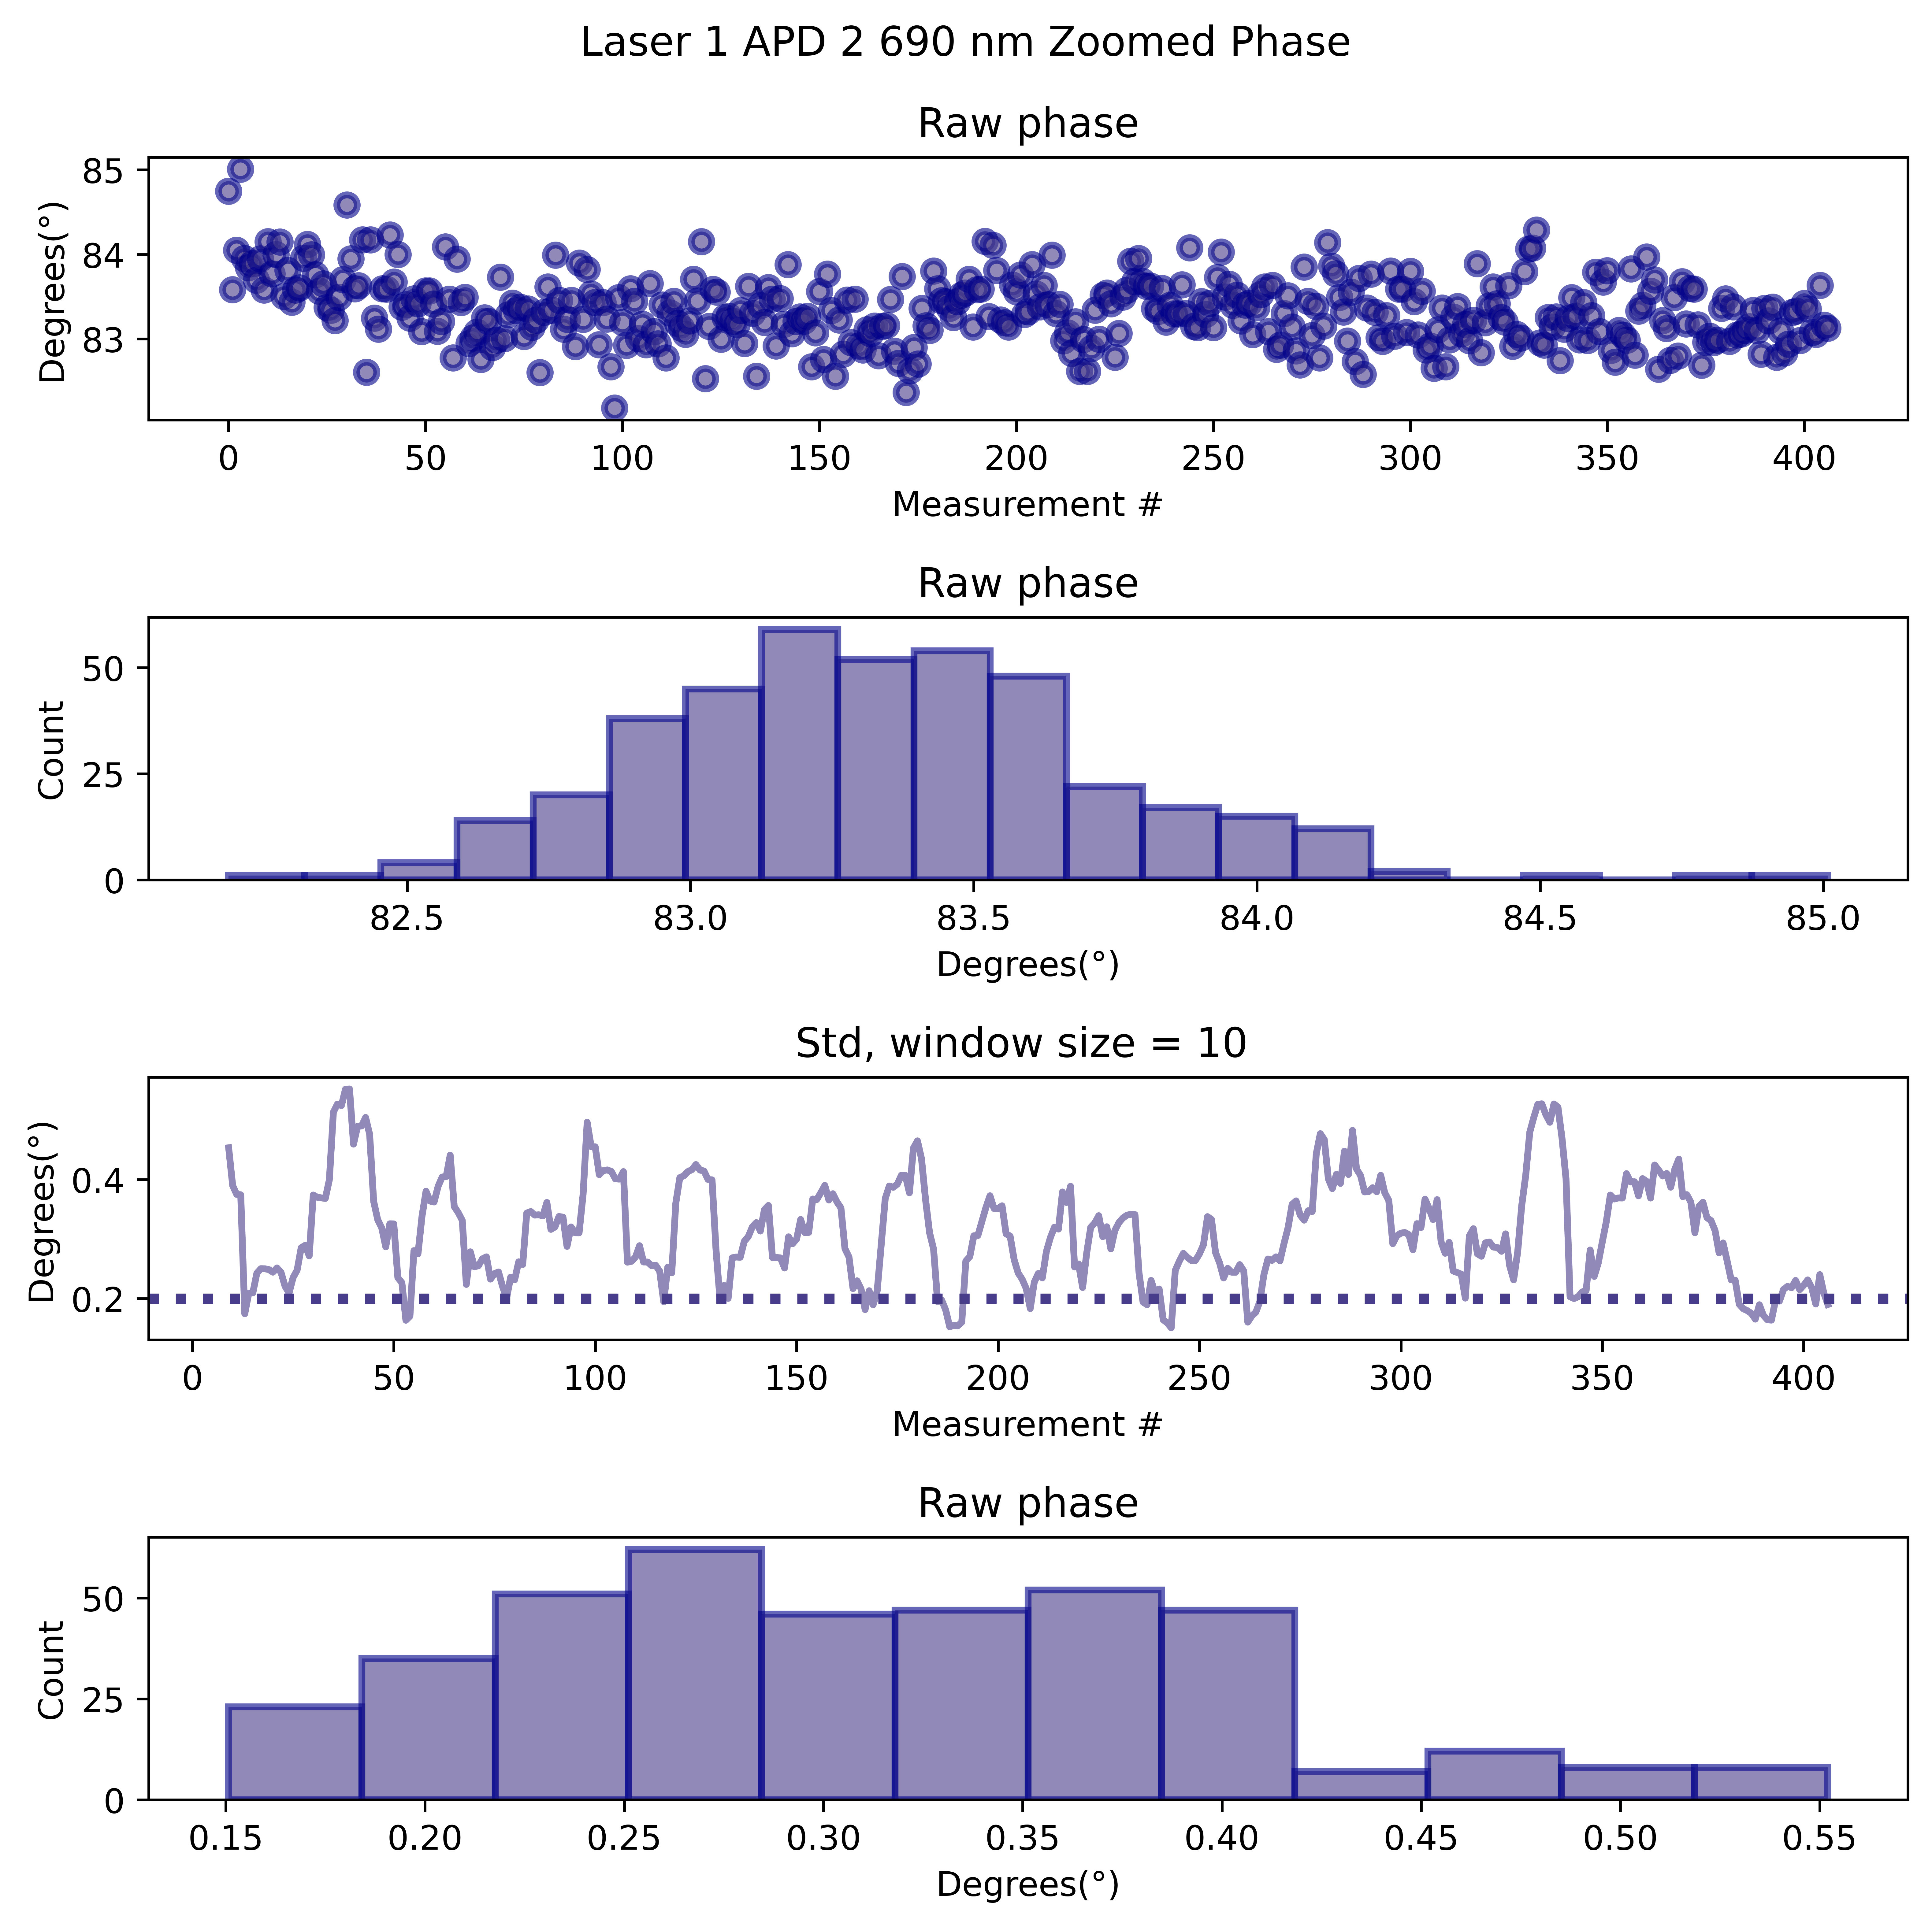 Laser 1 APD 2 690 nm Zoomed Phase
Raw phase
Degrees(°)
85
84
83
0 50 100 150 200 250 300 350 400
Measurement #
Raw phase
Count
50
25
0
82.5 83.0 83.5 84.0 84.5 85.0
Degrees(°)
Std, window size = 10
Degrees(°)
0.4
0.2
0 50 100 150 200 250 300 350 400
Measurement #
Raw phase
Count
50
25
0
0.15 0.20 0.25 0.30 0.35 0.40 0.45 0.50 0.55
Degrees(°)